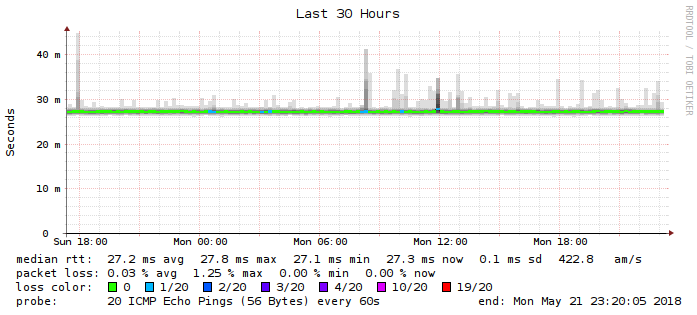 Last 30 Hours
RRDTOOL / TOBI OETIKER
Seconds
40 m
30 m
20 m
10 m
0
Sun 18:00 Mon 00:00 Mon 06:00 Mon 12:00 Mon 18:00
median rtt: 27.2 ms avg 27.8 ms max 27.1 ms min 27.3 ms now 0.1 ms sd 422.8 am/s
packet loss: 0.03 % avg 1.25 % max 0.00 % min 0.00 % now
loss color: 0 1/20 2/20 3/20 4/20 10/20 19/20
probe: 20 ICMP Echo Pings (56 Bytes) every 60s end: Mon May 21 23:20:05 2018